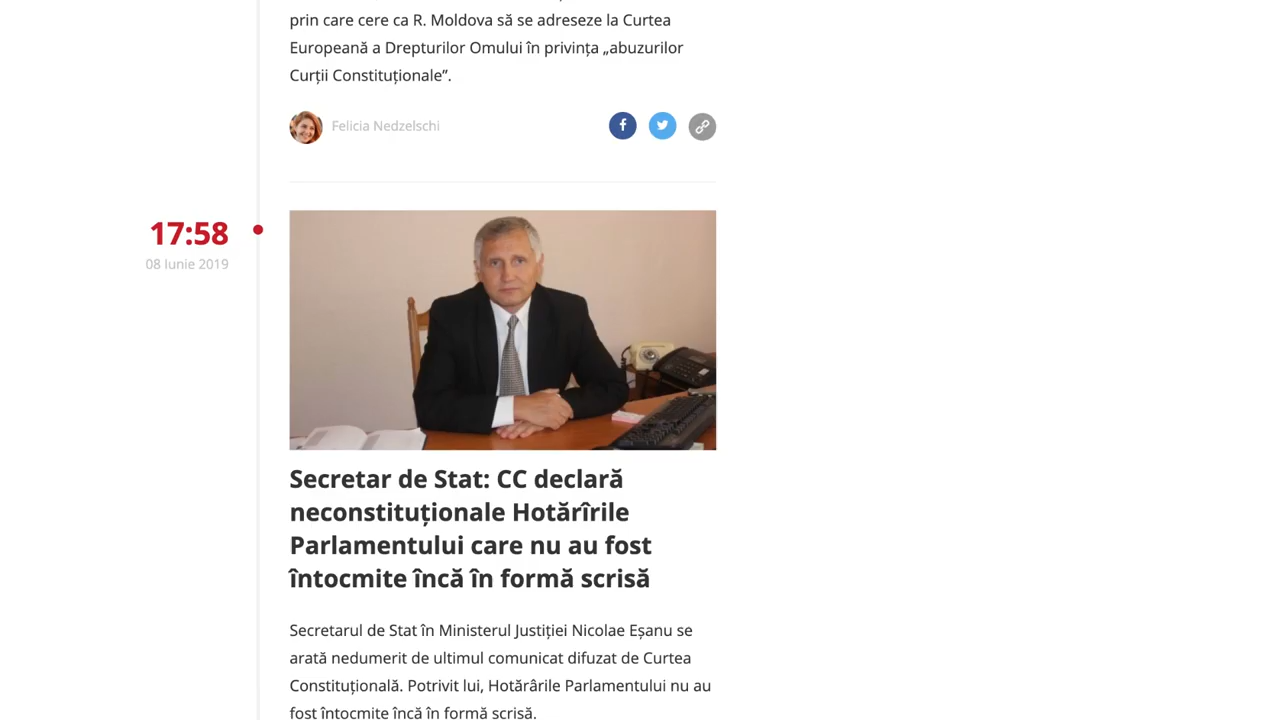 prin care cere ca R. Moldova să se adreseze la Curtea
Europeană a Drepturilor Omului în privința „abuzurilor
Curții Constituționale”.
Felicia Nedzelschi
17:58
08 Iunie 2019
Secretar de Stat: CC declară
neconstituționale Hotărîrile
Parlamentului care nu au fost
întocmite încă în formă scrisă
Secretarul de Stat în Ministerul Justiției Nicolae Eșanu se
arată nedumerit de ultimul comunicat difuzat de Curtea
Constituțională. Potrivit lui, Hotărârile Parlamentului nu au
fost întocmite încă în formă scrisă.